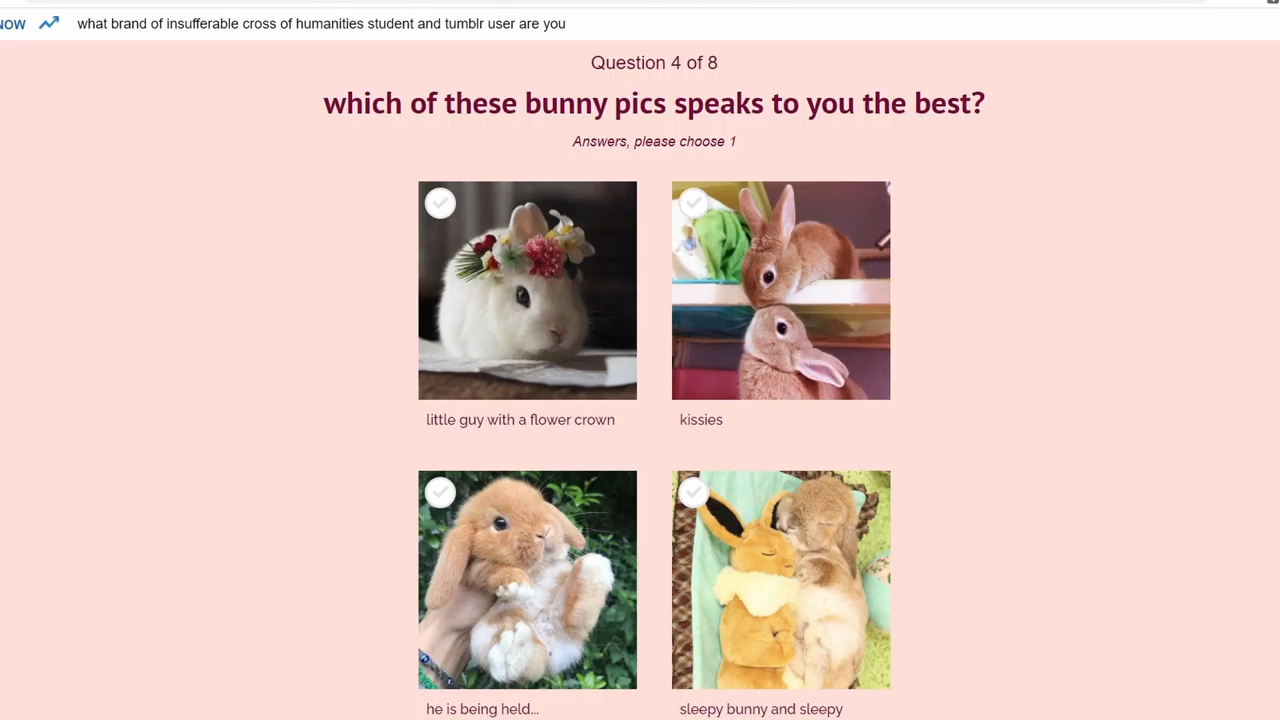 NOW what brand of insufferable cross of humanities student and tumblr user are you
Question 4 of 8
which of these bunny pics speaks to you the best?
Answers, please choose 1
little guy with a flower crown
kissies
he is being held...
sleepy bunny and sleepy